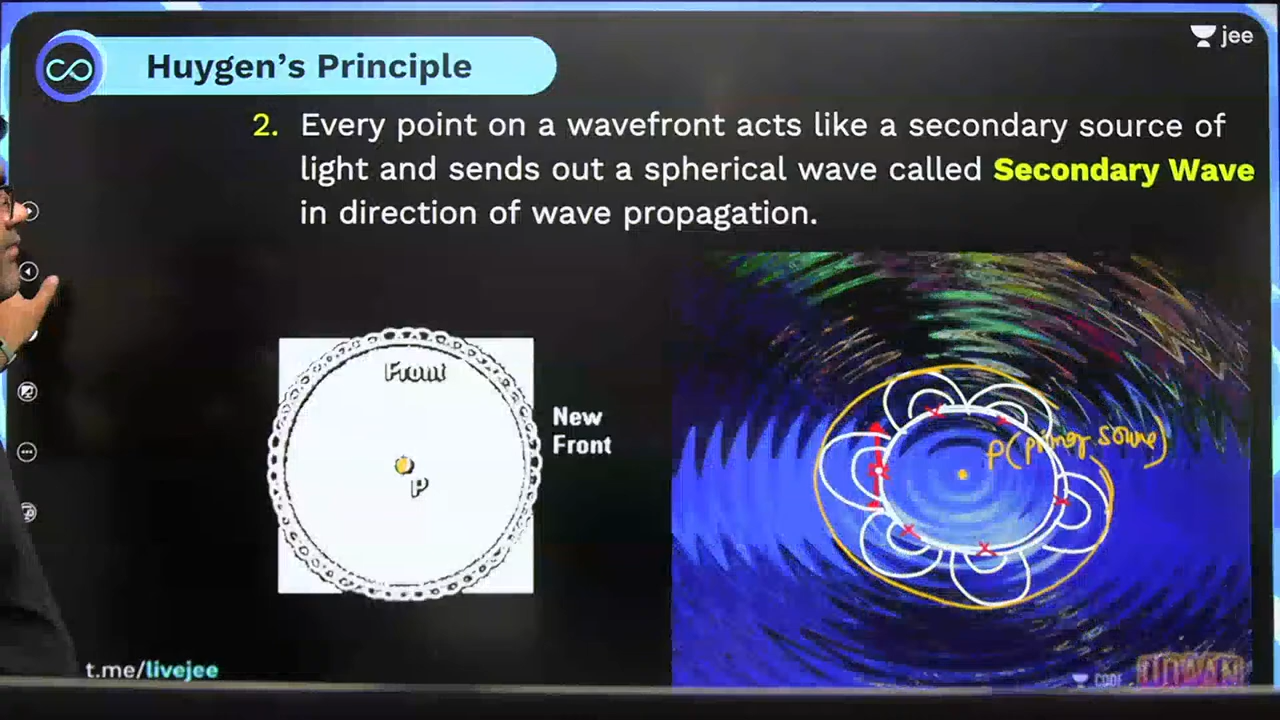 jee
Huygen's Principle
2. Every point on a wavefront acts like a secondary source of
light and sends out a spherical wave called Secondary Wave
in direction of wave propagation.
Front
New
Front
P
P(primary source)
t.me/livejee
CODE